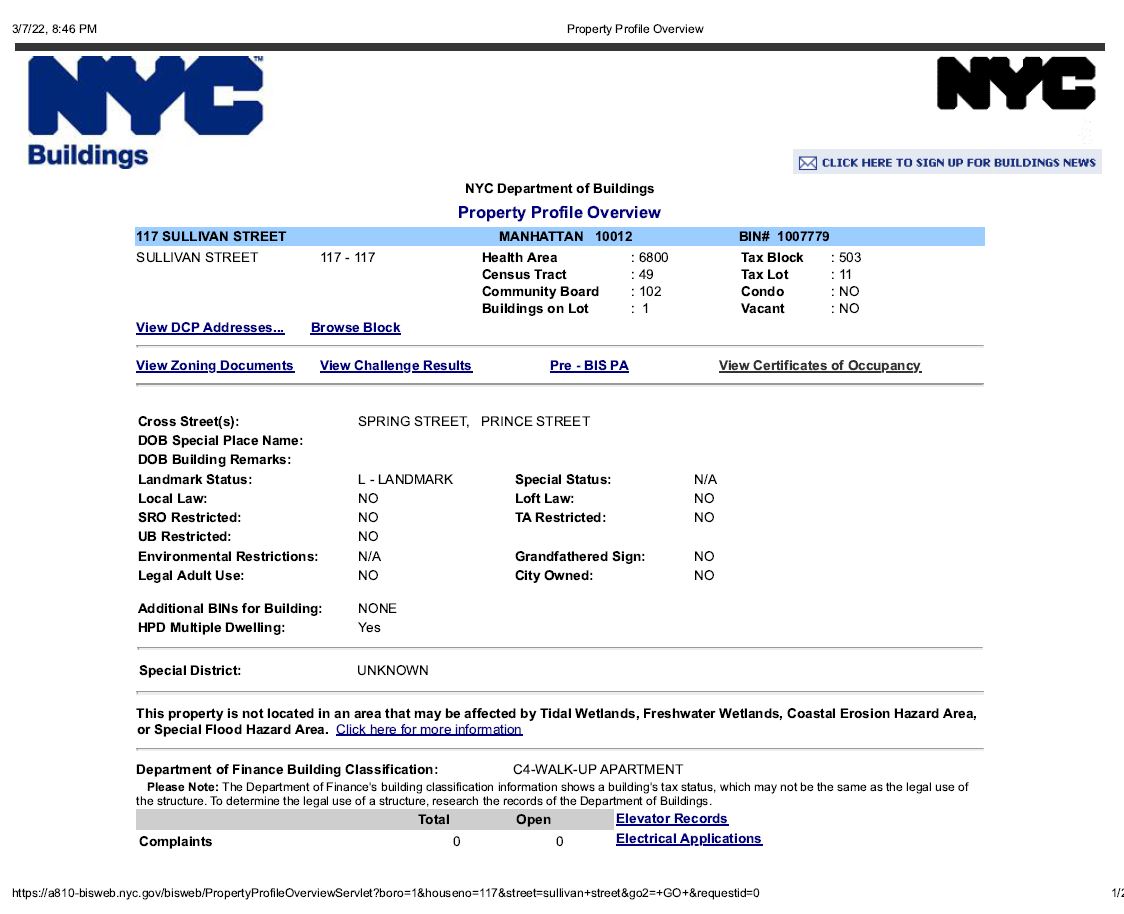 3/7/22, 8:46 PM Property Profile Overview
NYC™ NYC
Buildings
CLICK HERE TO SIGN UP FOR BUILDINGS NEWS
NYC Department of Buildings
Property Profile Overview
117 SULLIVAN STREET MANHATTAN 10012 BIN# 1007779
SULLIVAN STREET 117 - 117 Health Area : 6800 Tax Block : 503
Census Tract : 49 Tax Lot : 11
Community Board : 102 Condo : NO
Buildings on Lot : 1 Vacant : NO
View DCP Addresses... Browse Block
View Zoning Documents View Challenge Results Pre - BIS PA View Certificates of Occupancy
Cross Street(s): SPRING STREET, PRINCE STREET
DOB Special Place Name:
DOB Building Remarks:
Landmark Status: L - LANDMARK Special Status: N/A
Local Law: NO Loft Law: NO
SRO Restricted: NO TA Restricted: NO
UB Restricted: NO
Environmental Restrictions: N/A Grandfathered Sign: NO
Legal Adult Use: NO City Owned: NO
Additional BINs for Building: NONE
HPD Multiple Dwelling: Yes
Special District: UNKNOWN
This property is not located in an area that may be affected by Tidal Wetlands, Freshwater Wetlands, Coastal Erosion Hazard Area,
or Special Flood Hazard Area. Click here for more information
Department of Finance Building Classification: C4-WALK-UP APARTMENT
Please Note: The Department of Finance's building classification information shows a building's tax status, which may not be the same as the legal use of
the structure. To determine the legal use of a structure, research the records of the Department of Buildings.
Total Open Elevator Records
Complaints 0 0 Electrical Applications
https://a810-bisweb.nyc.gov/bisweb/PropertyProfileOverviewServlet?boro=1&houseno=117&street=sullivan+street&go2=+GO+&requestid=0 1/2